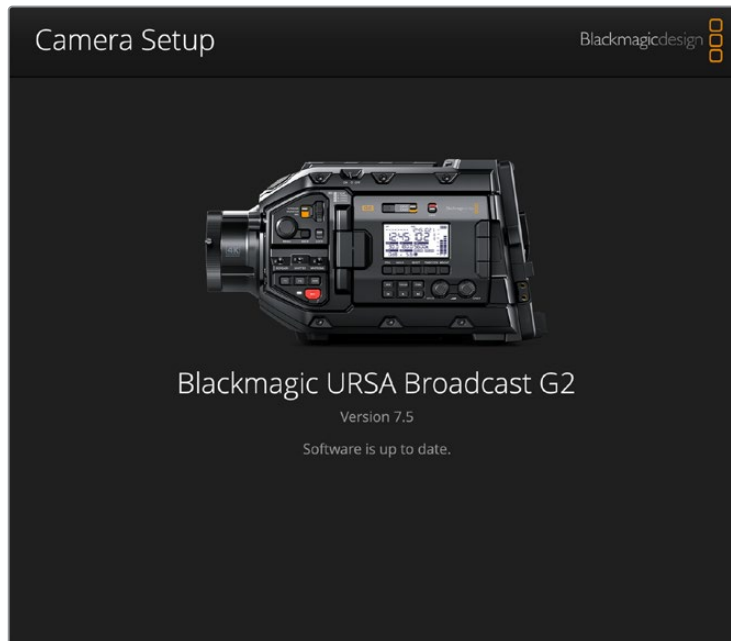 Camera Setup
Blackmagicdesign
Blackmagic URSA Broadcast G2
Version 7.5
Software is up to date.